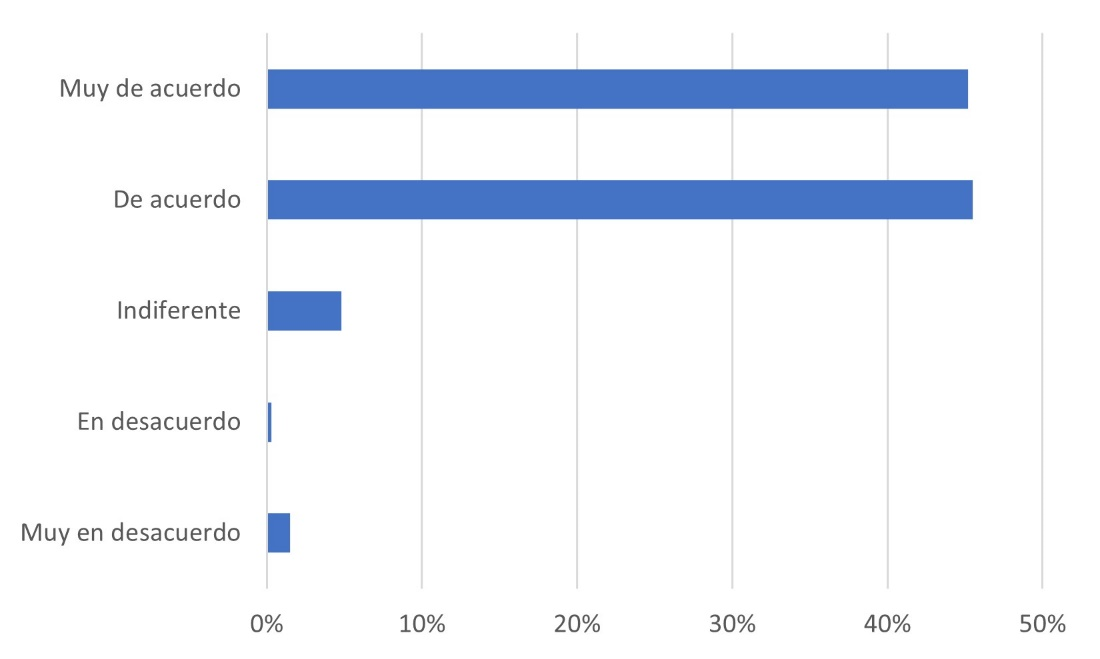 Muy de acuerdo
De acuerdo
Indiferente
En desacuerdo
Muy en desacuerdo
0% 10% 20% 30% 40% 50%